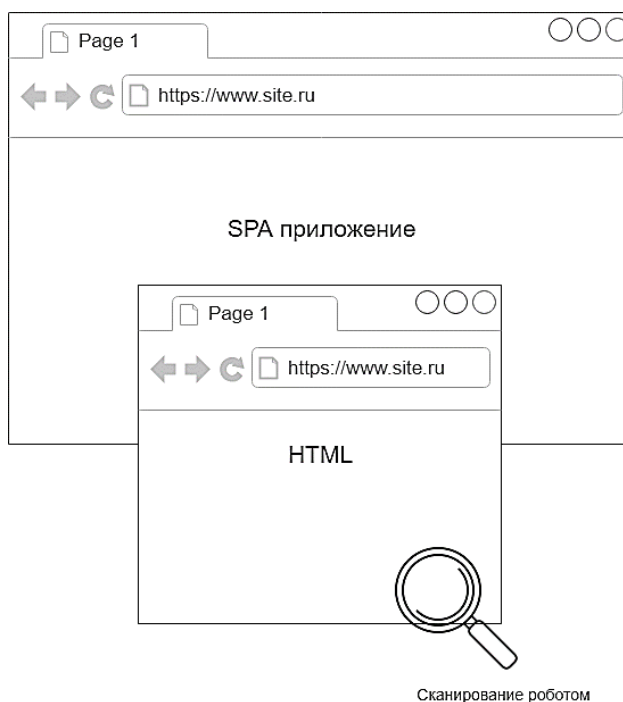 Page 1
https://www.site.ru
SPA приложение
Page 1
https://www.site.ru
HTML
Сканирование роботом